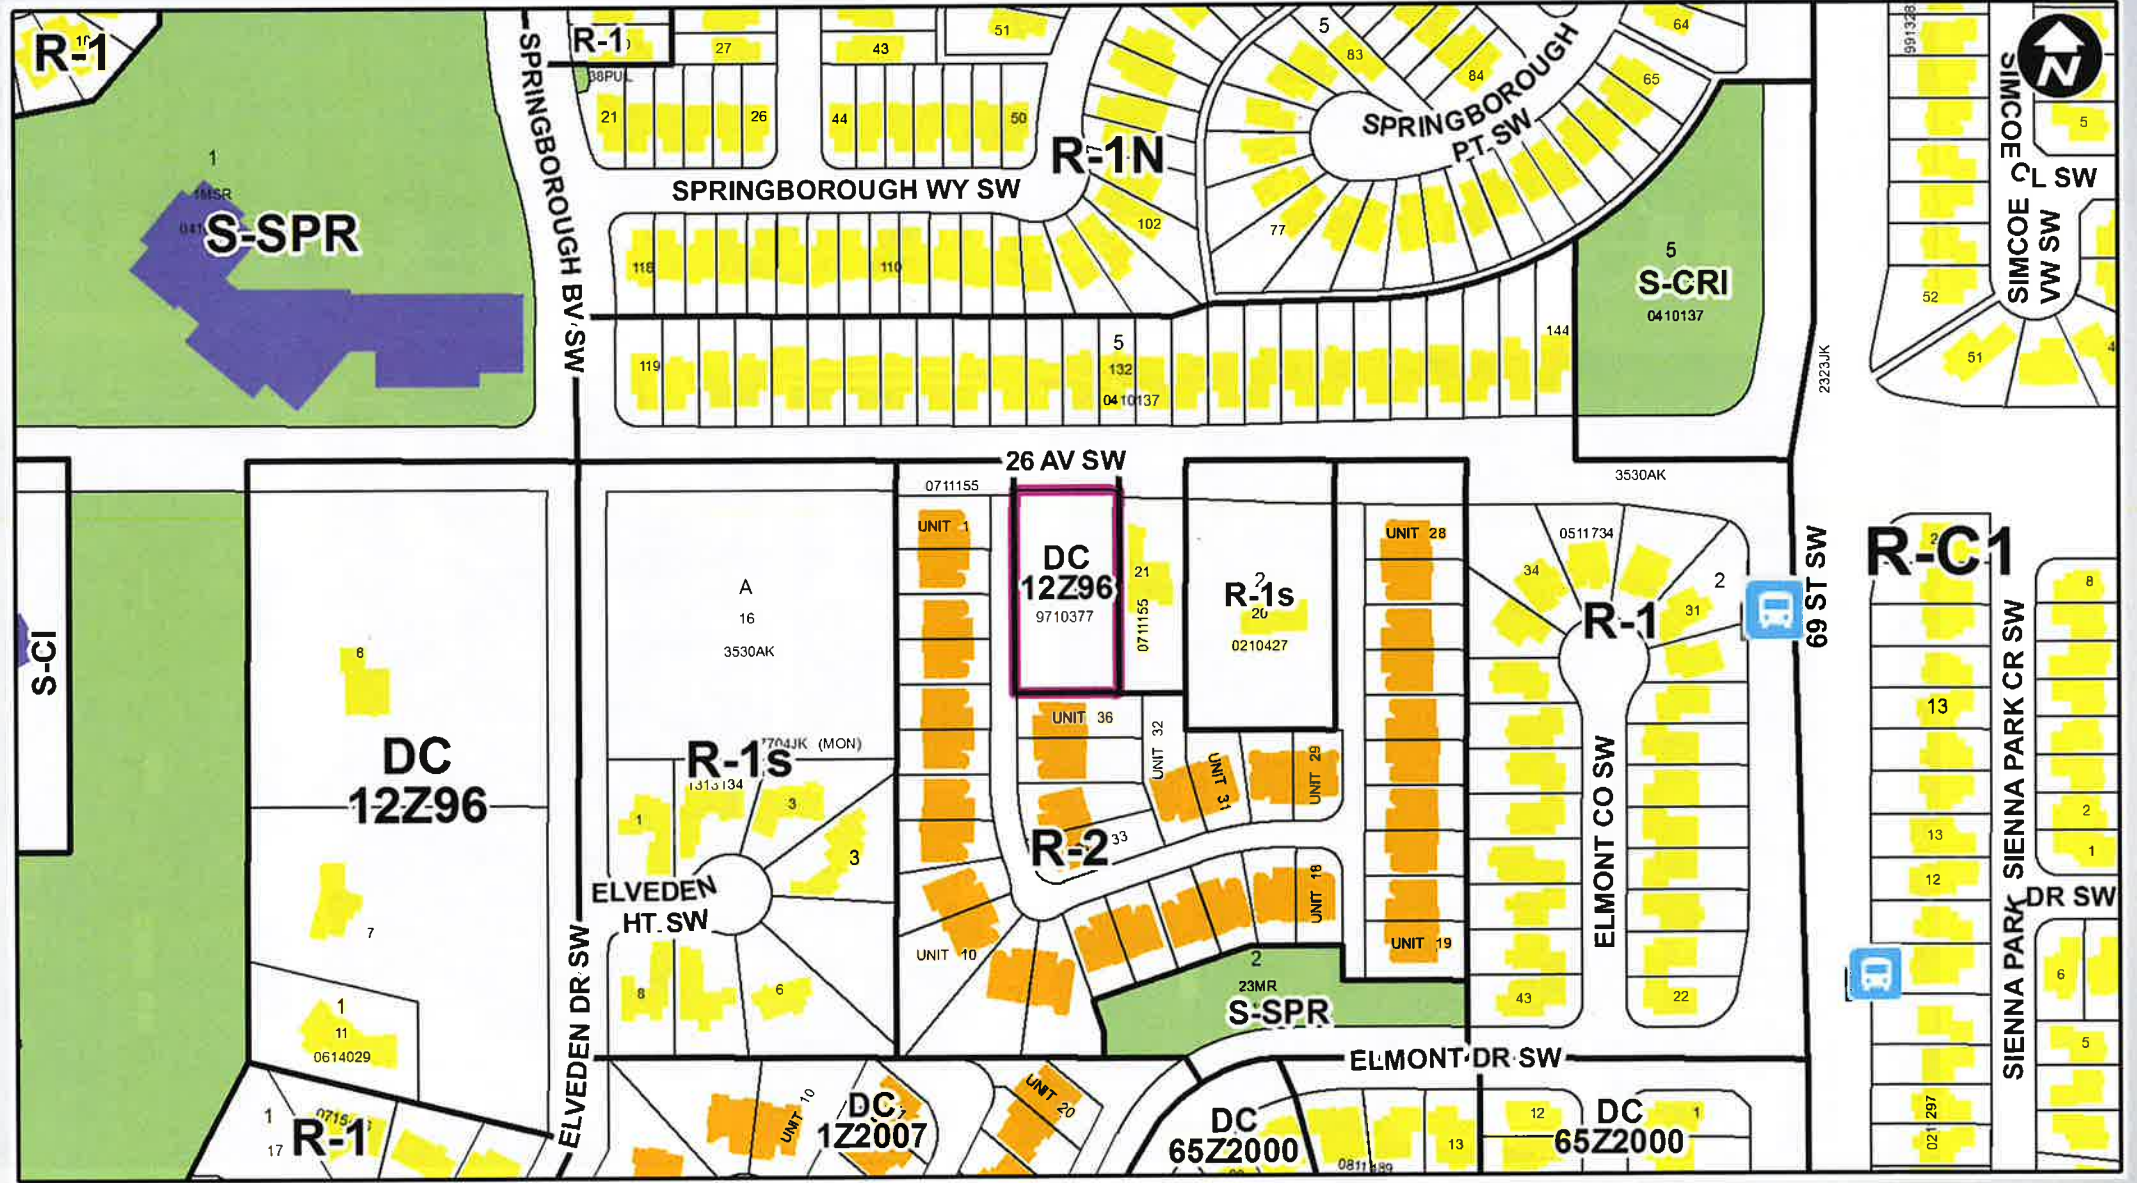 R-1
1
S-SPR
SPRINGBOROUGH BV SW
R-1
38PUL
27
43
51
21
26
44
50
R-1N
SPRINGBOROUGH WY SW
102
118
110
5
83
84
64
65
SPRINGBOROUGH
PT SW
77
5
S-CRI
0410137
SIMCOE CL SW
SIMCOE VW SW
N
5
52
51
2323JK
119
5
132
0410137
144
26 AV SW
3530AK
S-CI
8
DC
12Z96
7
1
11
0614029
A
16
3530AK
7704JK (MON)
R-1s
1313134
1
3
3
ELVEDEN
HT SW
8
6
ELVEDEN DR SW
0711155
UNIT 1
DC
12Z96
9710377
21
0711155
2
R-1s
20
0210427
UNIT 28
0511734
34
2
31
R-1
69 ST SW
R-C1
2
8
UNIT 36
UNIT 32
UNIT 31
UNIT 29
R-2
33
UNIT 10
UNIT 18
UNIT 19
2
23MR
S-SPR
ELMONT CO SW
43
22
13
13
12
2
1
SIENNA PARK CR SW
SIENNA PARK DR SW
6
5
0211297
ELMONT DR SW
1
17
R-1
UNIT 10
DC
1Z2007
UNIT 20
DC
65Z2000
13
12
DC
65Z2000
1